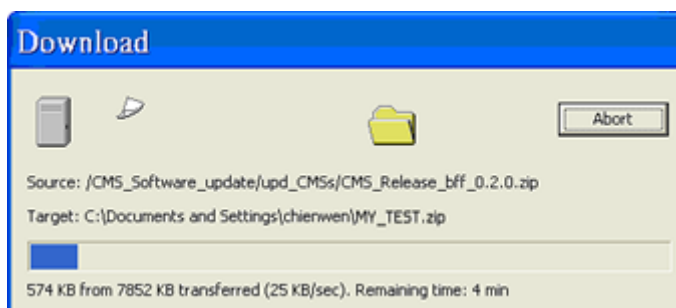 Download
Abort
Source: /CMS_Software_update/upd_CMSs/CMS_Release_bff_0.2.0.zip
Target: C:\Documents and Settings\chienwen\MY_TEST.zip
574 KB from 7852 KB transferred (25 KB/sec). Remaining time: 4 min